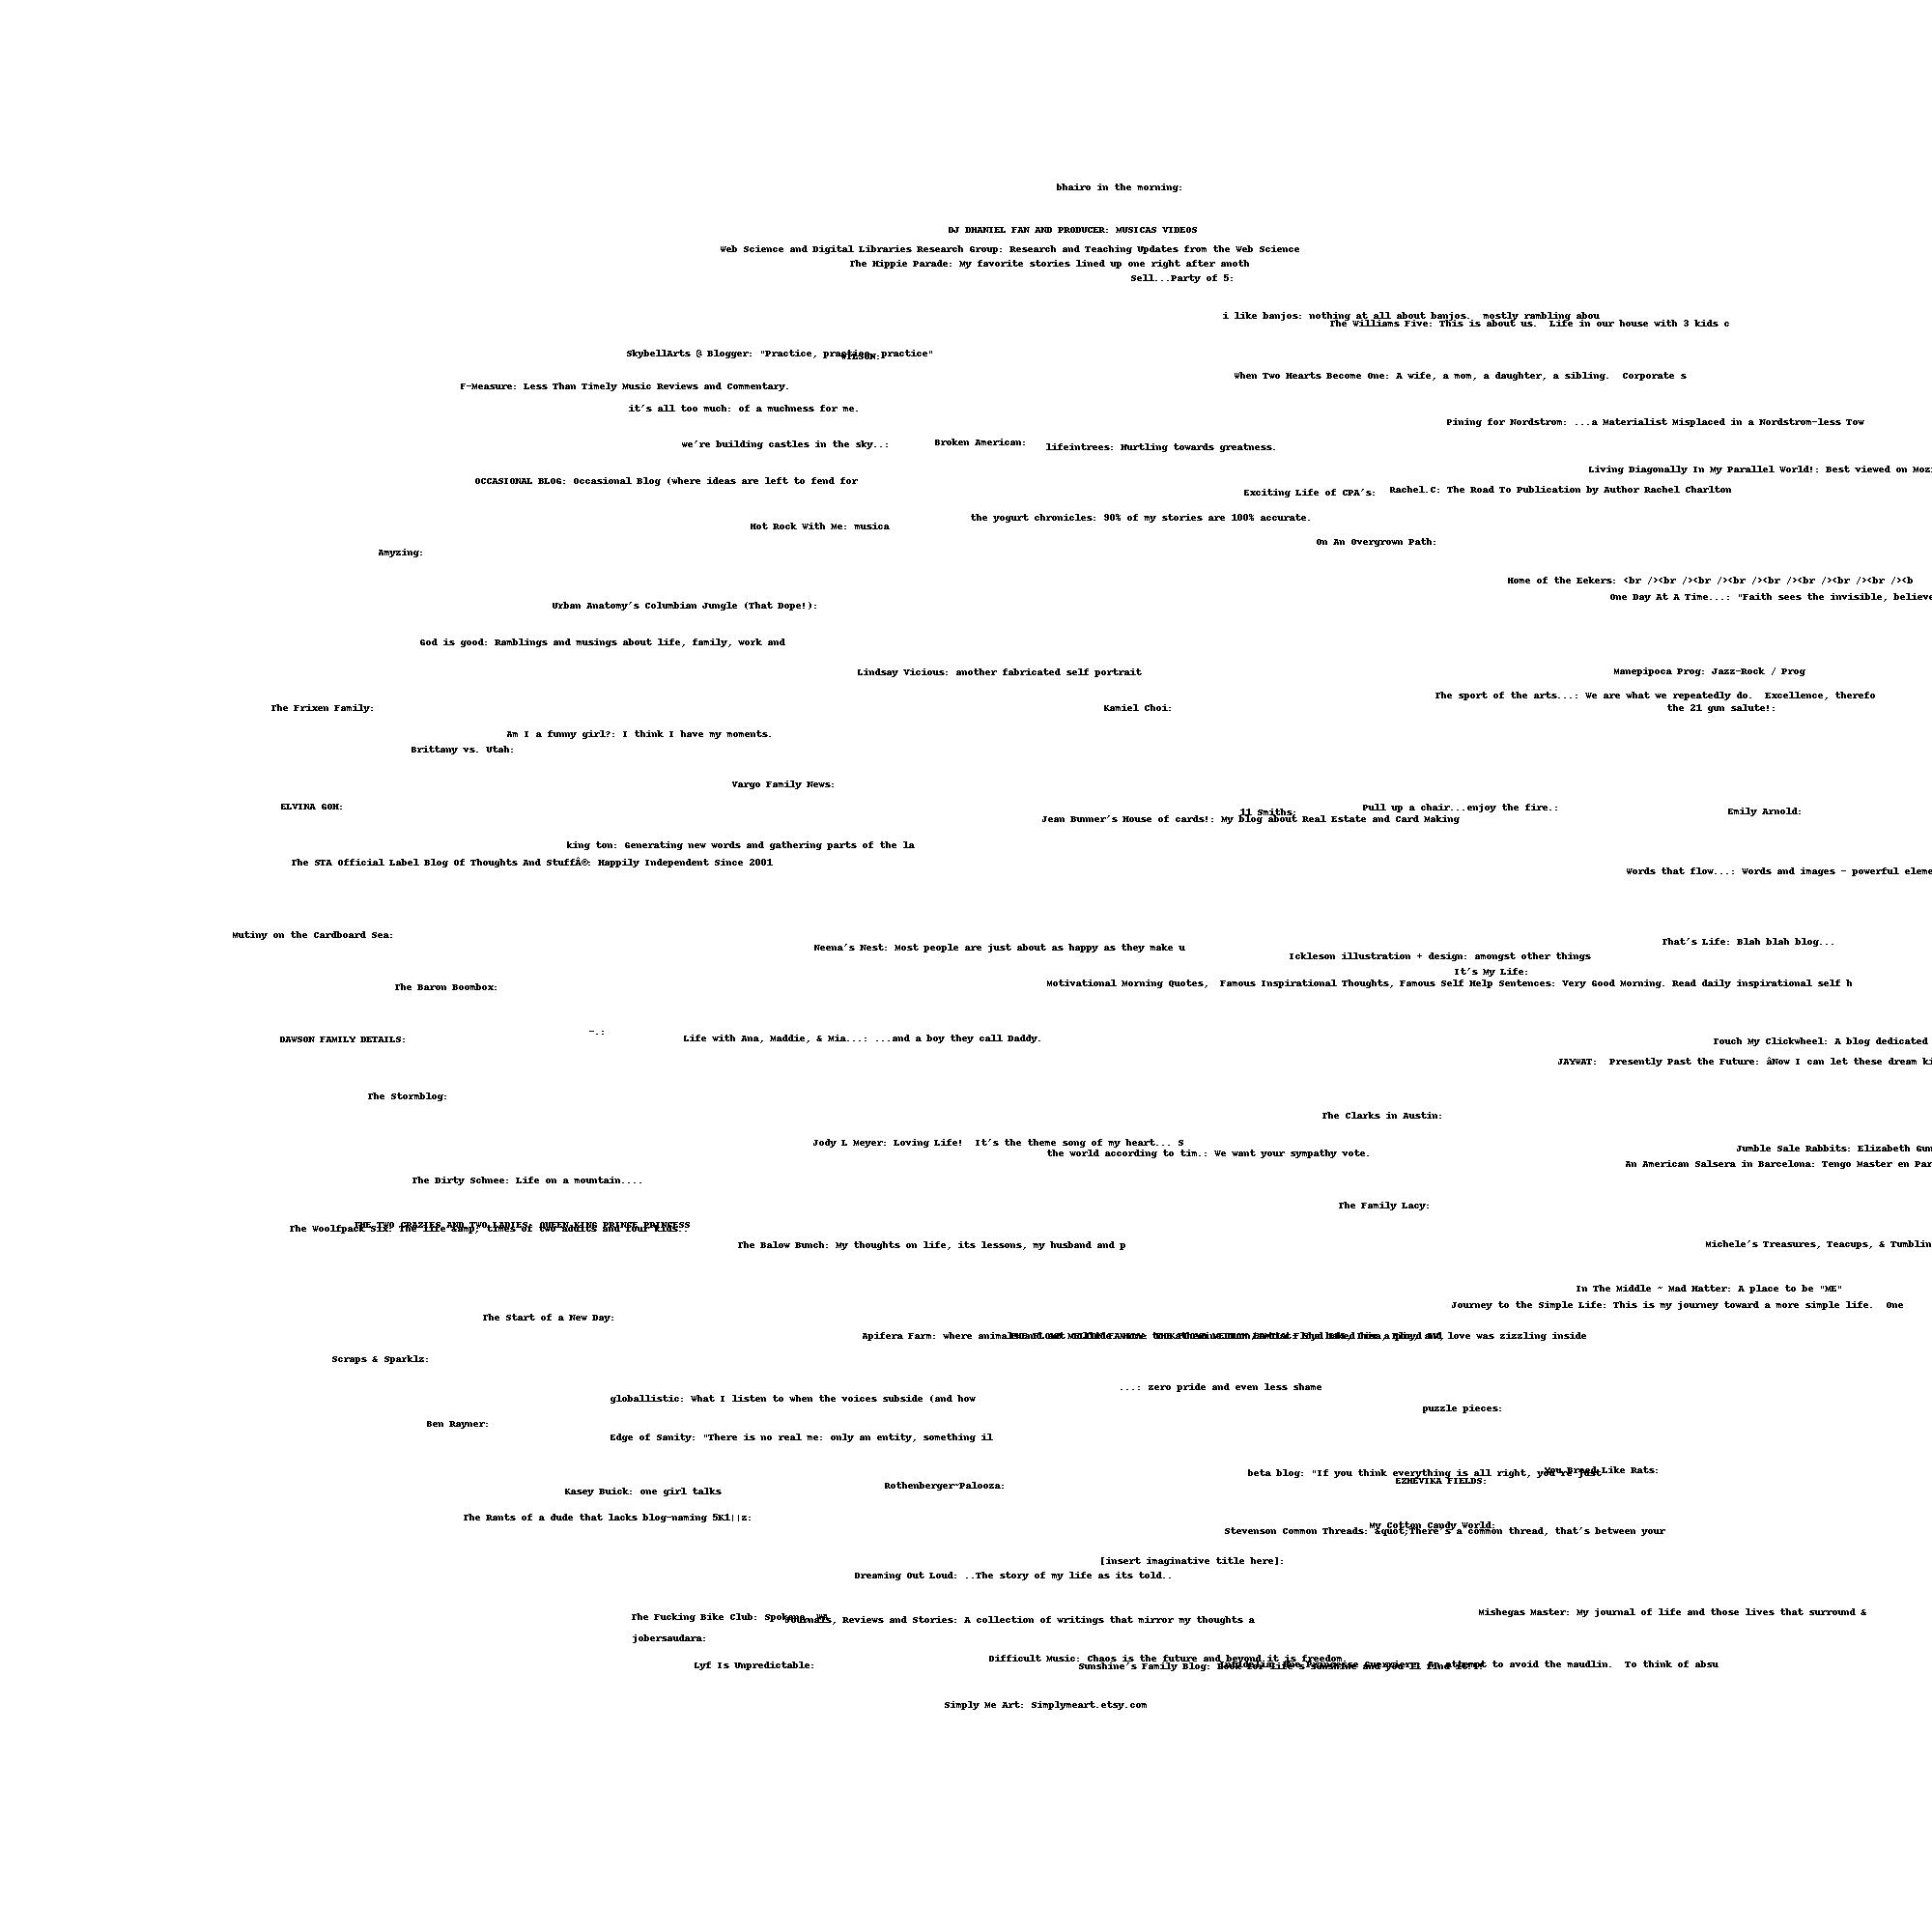 bhairo in the morning:
DJ DHANIEL FAN AND PRODUCER: MUSICAS VIDEOS
Web Science and Digital Libraries Research Group: Research and Teaching Updates from the Web Science
The Hippie Parade: My favorite stories lined up one right after anoth
Sell...Party of 5:
i like banjos: nothing at all about banjos.  mostly rambling abou
The Williams Five: This is about us.  Life in our house with 3 kids c
SkybellArts @ Blogger: "Practice, practice, practice"
WILSON:
When Two Hearts Become One: A wife, a mom, a daughter, a sibling.  Corporate s
F-Measure: Less Than Timely Music Reviews and Commentary.
it's all too much: of a muchness for me.
Pining for Nordstrom: ...a Materialist Misplaced in a Nordstrom-less Tow
we're building castles in the sky..:
Broken American:
lifeintrees: Hurtling towards greatness.
Living Diagonally In My Parallel World!: Best viewed on Moz
OCCASIONAL BLOG: Occasional Blog (where ideas are left to fend for
Exciting Life of CPA's:
Rachel.C: The Road To Publication by Author Rachel Charlton
the yogurt chronicles: 90% of my stories are 100% accurate.
Hot Rock With Me: musica
On An Overgrown Path:
Amyzing:
Home of the Eekers: <br /><br /><br /><br /><br /><br /><br /><br /><b
One Day At A Time...: "Faith sees the invisible, believe
Urban Anatomy's Columbian Jungle (That Dope!):
God is good: Ramblings and musings about life, family, work and
Lindsay Vicious: another fabricated self portrait
Manepipoca Prog: Jazz-Rock / Prog
The sport of the arts...: We are what we repeatedly do.  Excellence, therefo
The Frixen Family:
Kamiel Choi:
the 21 gun salute!:
Am I a funny girl?: I think I have my moments.
Brittany vs. Utah:
Vargo Family News:
ELVINA GOH:
11 Smiths:
Pull up a chair...enjoy the fire.:
Emily Arnold:
Jean Bunner's House of cards!: My blog about Real Estate and Card Making
king ton: Generating new words and gathering parts of the la
The STA Official Label Blog Of Thoughts And StuffÂ®: Happily Independent Since 2001
Words that flow...: Words and images - powerful eleme
Mutiny on the Cardboard Sea:
That's Life: Blah blah blog...
Neena's Nest: Most people are just about as happy as they make u
Ickleson illustration + design: amongst other things
It's My Life:
Motivational Morning Quotes,  Famous Inspirational Thoughts, Famous Self Help Sentences: Very Good Morning. Read daily inspirational self h
The Baron Boombox:
-.:
DAWSON FAMILY DETAILS:
Life with Ana, Maddie, & Mia...: ...and a boy they call Daddy.
Touch My Clickwheel: A blog dedicated
JAYWAT:  Presently Past the Future: âNow I can let these dream ki
The Stormblog:
The Clarks in Austin:
Jody L Meyer: Loving Life!  It's the theme song of my heart... S
the world according to tim.: We want your sympathy vote.
Jumble Sale Rabbits: Elizabeth Gun
An American Salsera in Barcelona: Tengo Master en Par
The Dirty Schnee: Life on a mountain....
The Family Lacy:
THE TWO CRAZIES AND TWO LADIES: QUEEN KING PRINCE PRINCESS
The Woolfpack Six: The life &amp; times of two addits and four kids..
The Balow Bunch: My thoughts on life, its lessons, my husband and p
Michele's Treasures, Teacups, & Tumblin
In The Middle ~ Mad Hatter: A place to be "ME"
Journey to the Simple Life: This is my journey toward a more simple life.  One
The Start of a New Day:
Apifera Farm: where animals and art collide
love was zizzling inside
Scraps & Sparklz:
...: zero pride and even less shame
globallistic: What I listen to when the voices subside (and how
puzzle pieces:
Ben Rayner:
Edge of Sanity: "There is no real me: only an entity, something il
You Breed Like Rats:
beta blog: "If you think everything is all right, you're just
EZHEVIKA FIELDS:
Rothenberger~Palooza:
Kasey Buick: one girl talks
The Rants of a dude that lacks blog-naming 5K1||z:
My Cotton Candy World:
Stevenson Common Threads: &quot;There's a common thread, that's between your
[insert imaginative title here]:
Dreaming Out Loud: ..The story of my life as its told..
Mishegas Master: My journal of life and those lives that surround &
The Fucking Bike Club: Spokane, WA
Journals, Reviews and Stories: A collection of writings that mirror my thoughts a
jobersaudara:
Difficult Music: Chaos is the future and beyond it is freedom.
Lyf Is Unpredictable:
An attempt to avoid the maudlin.  To think of absu
Sunshine's Family Blog: Look for life's sunshine and you'll find it!!
Simply Me Art: Simplymeart.etsy.com